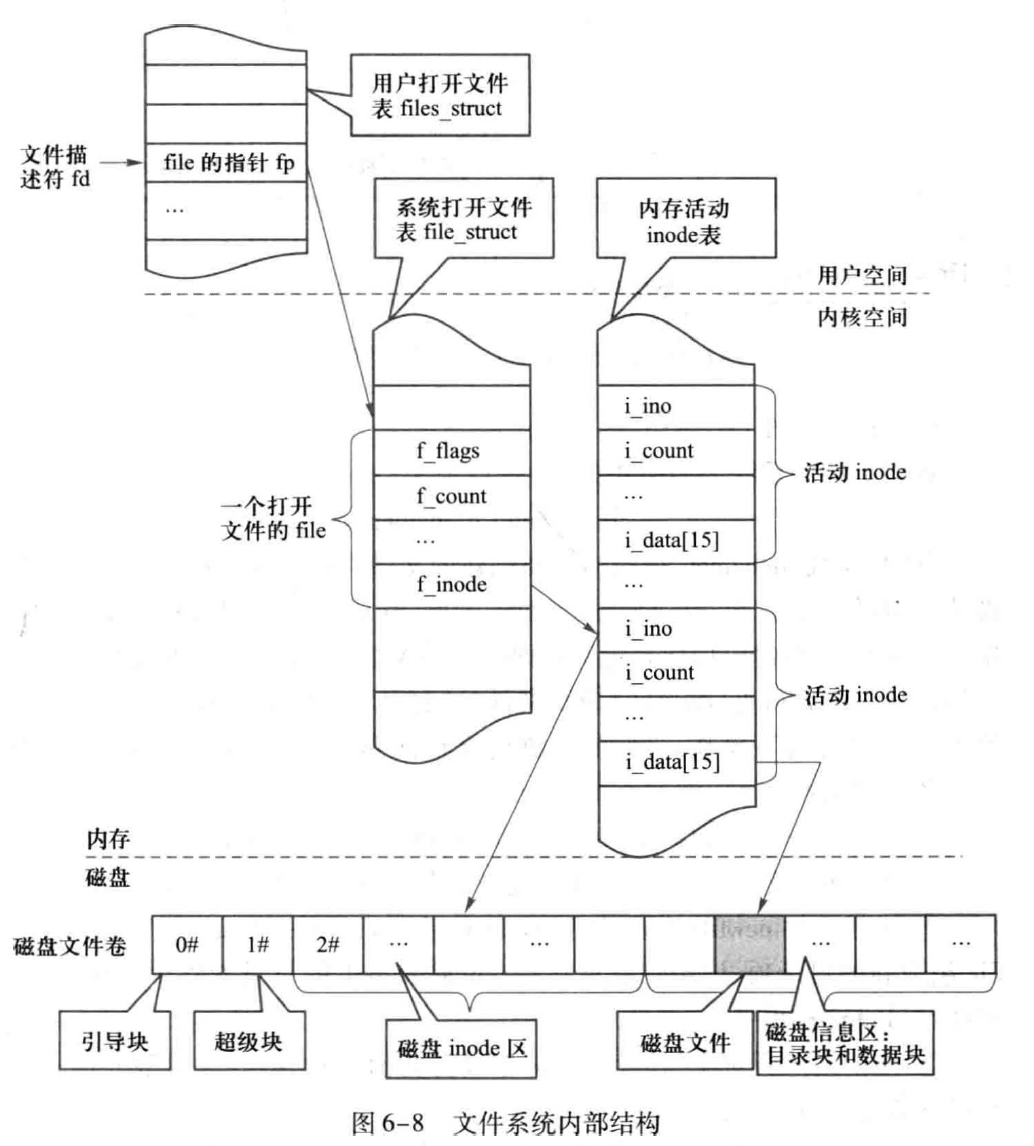 用户打开文件
表 files_struct
文件描
述符 fd
file 的指针 fp
…
系统打开文件
表 file_struct
内存活动
inode表
用户空间
内核空间
i_ino
f_flags
i_count
活动 inode
一个打开
文件的 file
f_count
…
…
i_data[15]
f_inode
…
i_ino
i_count
活动 inode
…
i_data[15]
内存
磁盘
磁盘文件卷
0#
1#
2#
…
…
…
…
引导块
超级块
磁盘 inode 区
磁盘文件
磁盘信息区：
目录块和数据块
图 6-8 文件系统内部结构